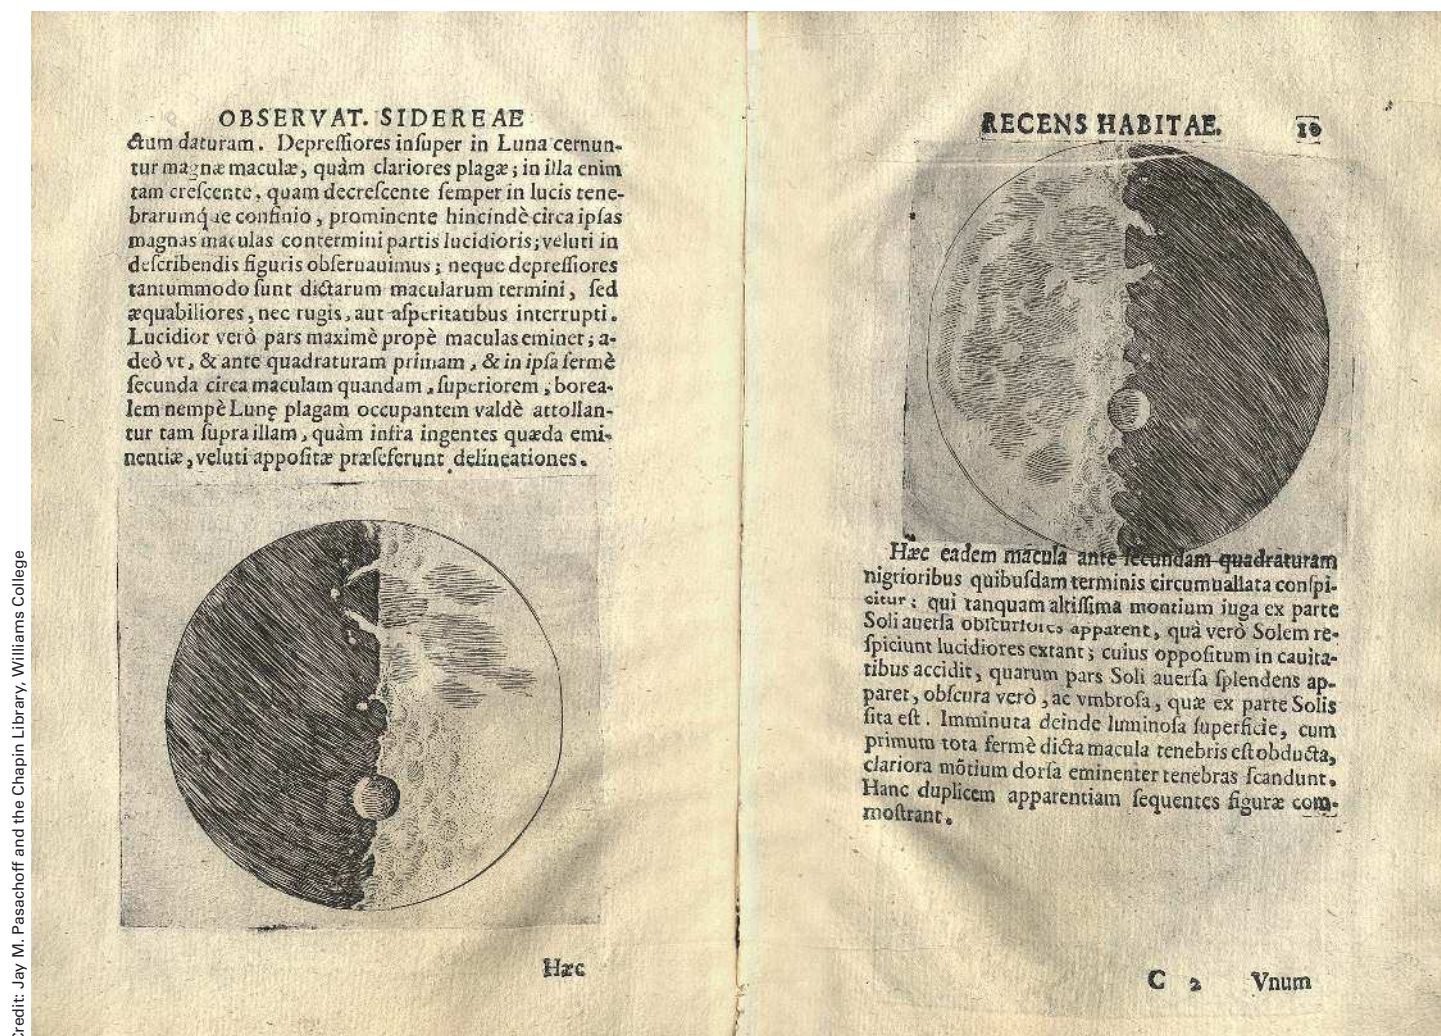 OBSERVAT. SIDEREAE
ctum daturam. Depreſſiores inſuper in Luna cernun-
tur magnæ maculæ, quàm clariores plagæ; in illa enim
tam creſcente, quam decreſcente ſemper in lucis tene-
brarumq́ue confinio, prominente hincindè circa ipſas
magnas maculas contermini partis lucidioris; veluti in
deſcribendis figuris obſeruauimus; neque depreſſiores
tantummodo ſunt dictarum macularum termini, ſed
æquabiliores, nec rugis, aut aſperitatibus interrupti.
Lucidior verò pars maximè propè maculas eminet; a-
deò vt, & ante quadraturam primam, & in ipſa fermè
ſecunda circa maculam quandam, ſuperiorem, borea-
lem nempè Lunę plagam occupantem valdè attollan-
tur tam ſupra illam, quàm infra ingentes quæda emi-
nentiæ, veluti appoſitæ præſeferunt delineationes.
Hæc
RECENS HABITAE. 10
Hæc eadem macula ante ſecundam quadraturam
nigrioribus quibuſdam terminis circumuallata conſpi-
citur: qui tanquam altiſſima montium iuga ex parte
Soli auerſa obſcuriores apparent, quà verò Solem re-
ſpiciunt lucidiores extant; cuius oppoſitum in cauita-
tibus accidit, quarum pars Soli auerſa ſplendens ap-
paret, obſcura verò, ac vmbroſa, quæ ex parte Solis
ſita eſt. Imminuta deinde luminoſa ſuperficie, cum
primum tota fermè dicta macula tenebris eſt obducta,
clariora mõtium dorſa eminenter tenebras ſcandunt.
Hanc duplicem apparentiam ſequentes figuræ com-
moſtrant.
C 2 Vnum
Credit: Jay M. Pasachoff and the Chapin Library, Williams College